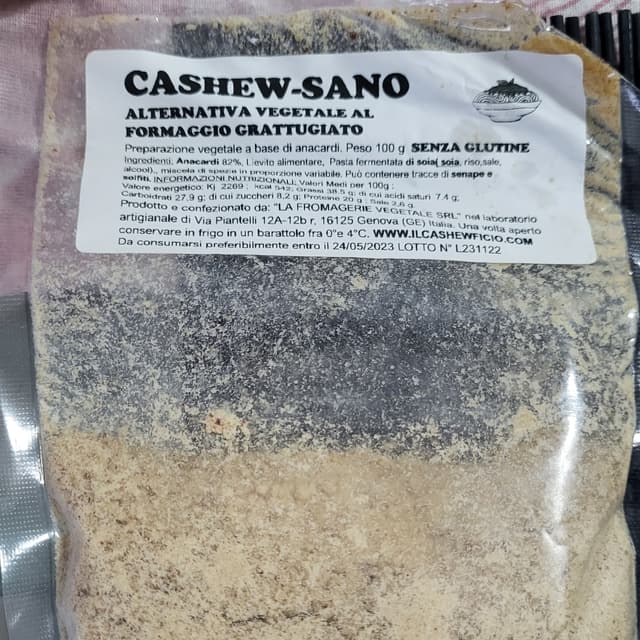 CASHEW-SANO
ALTERNATIVA VEGETALE AL
FORMAGGIO GRATTUGIATO
Preparazione vegetale a base di anacardi. Peso 100 g SENZA GLUTINE
Ingredienti: Anacardi 82%, Lievito alimentare, Pasta fermentata di soia( soia, riso,sale,
alcool)., miscela di spezie in proporzione variabile. Può contenere tracce di senape e
solfiti. INFORMAZIONI NUTRIZIONALI: Valori Medi per 100g :
Valore energetico: Kj 2269 ; kcal 542; Grassi 38.5 g; di cui acidi saturi 7.4 g;
Carboidrati 27.9 g; di cui zuccheri 8.2 g; Proteine 20 g ; Sale 2,6 g.
Prodotto e confezionato da: "LA FROMAGERIE VEGETALE SRL" nel laboratorio
artigianale di Via Piantelli 12A-12b r, 16125 Genova (GE) Italia. Una volta aperto
conservare in frigo in un barattolo fra 0°e 4°C. WWW.ILCASHEWFICIO.COM
Da consumarsi preferibilmente entro il 24/05/2023 LOTTO N° L231122